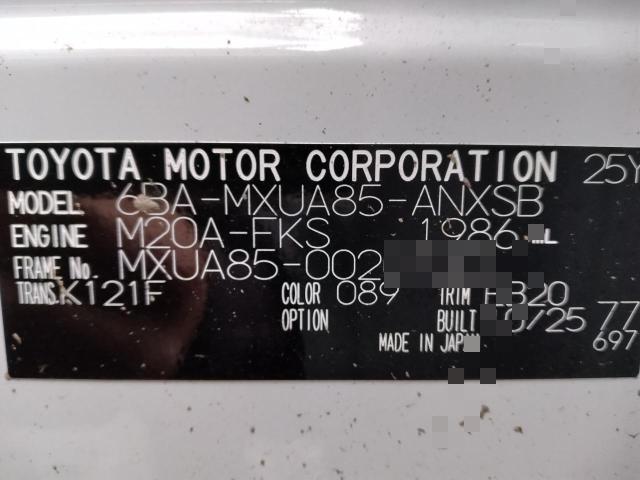 TOYOTA MOTOR CORPORATION 25Y
MODEL 6BA-MXUA85-ANXSB
ENGINE M20A-FKS 1986
FRAME No. MXUA85-002
TRANS. K121F COLOR 089 TRIM
OPTION BUILT /25 77
MADE IN JAPAN 697